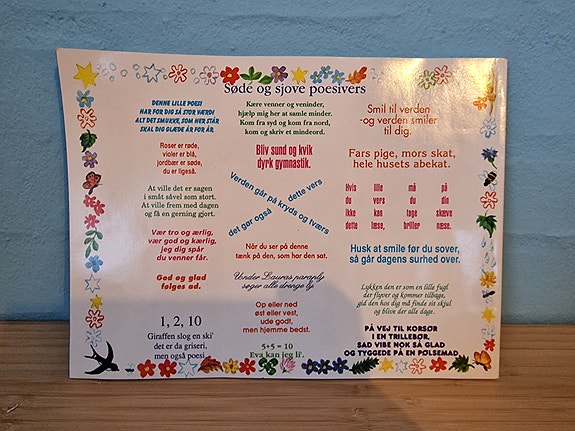 Søde og sjove poesivers
DENNE LILLE POESI
HAR FOR DIG SÅ STOR VÆRDI
ALT DET SMUKKE, SOM HER STÅR
SKAL DIG GLÆDE ÅR FOR ÅR.
Roser er røde,
violer er blå,
jordbær er søde,
du er ligeså.
At ville det er sagen
i småt såvel som stort.
At ville frem med dagen
og få en gerning gjort.
Vær tro og ærlig,
vær god og kærlig,
jeg dig spår
du venner får.
God og glad
følges ad.
1, 2, 10
Giraffen slog en ski'
det er da griseri,
men også poesi
Kære venner og veninder,
hjælp mig her at samle minder.
Kom fra syd og kom fra nord,
kom og skriv et mindeord.
Bliv sund og kvik
dyrk gymnastik.
Verden går på kryds og tværs
det gør også dette vers
Når du ser på denne
tænk på den, som har den sat.
Under Lauras paraply
søger alle drenge ly
Op eller ned
øst eller vest,
ude godt,
men hjemme bedst.
5+5 = 10
Eva kan jeg li'.
Smil til verden
-og verden smiler
til dig.
Fars pige, mors skat,
hele husets abekat.
Hvis lille må på
du vers du din
ikke kan tage skæve
dette læse, briller næse.
Husk at smile før du sover,
så går dagens surhed over.
Lykken den er som en lille fugl
der flyver og kommer tilbage,
gid den hos dig må finde sit skjul
og blive der alle dage.
PÅ VEJ TIL KORSØR
I EN TRILLEBØR,
SAD VIBE NOK SÅ GLAD
OG TYGGEDE PÅ EN PØLSEMAD